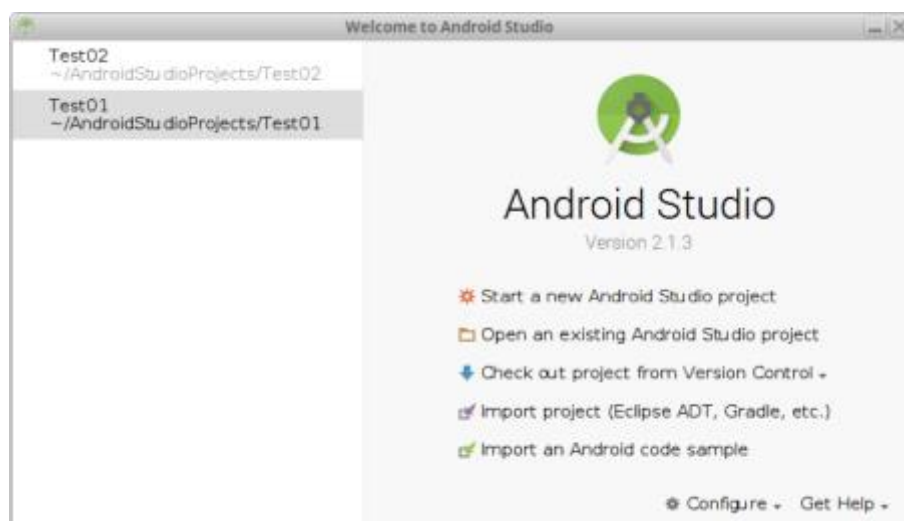 Welcome to Android Studio
Test02
~/AndroidStudioProjects/Test02
Test01
~/AndroidStudioProjects/Test01
Android Studio
Version 2.1.3
Start a new Android Studio project
Open an existing Android Studio project
Check out project from Version Control
Import project (Eclipse ADT, Gradle, etc.)
Import an Android code sample
Configure Get Help